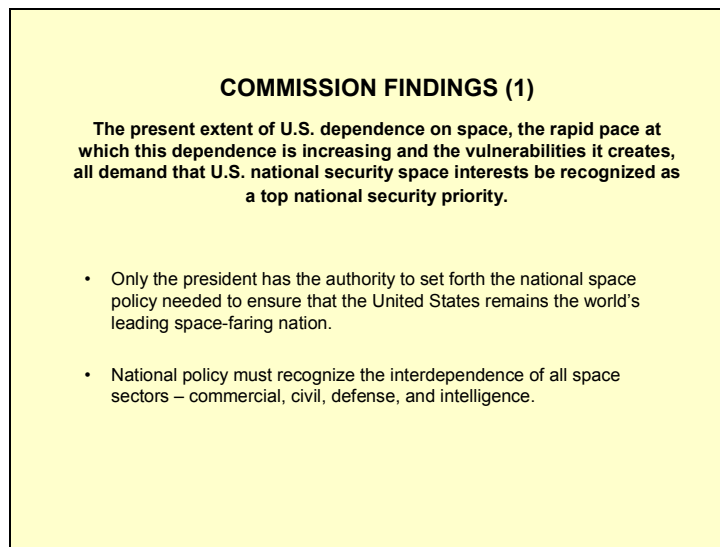 COMMISSION FINDINGS (1)
The present extent of U.S. dependence on space, the rapid pace at
which this dependence is increasing and the vulnerabilities it creates,
all demand that U.S. national security space interests be recognized as
a top national security priority.
• Only the president has the authority to set forth the national space
policy needed to ensure that the United States remains the world’s
leading space-faring nation.
• National policy must recognize the interdependence of all space
sectors – commercial, civil, defense, and intelligence.